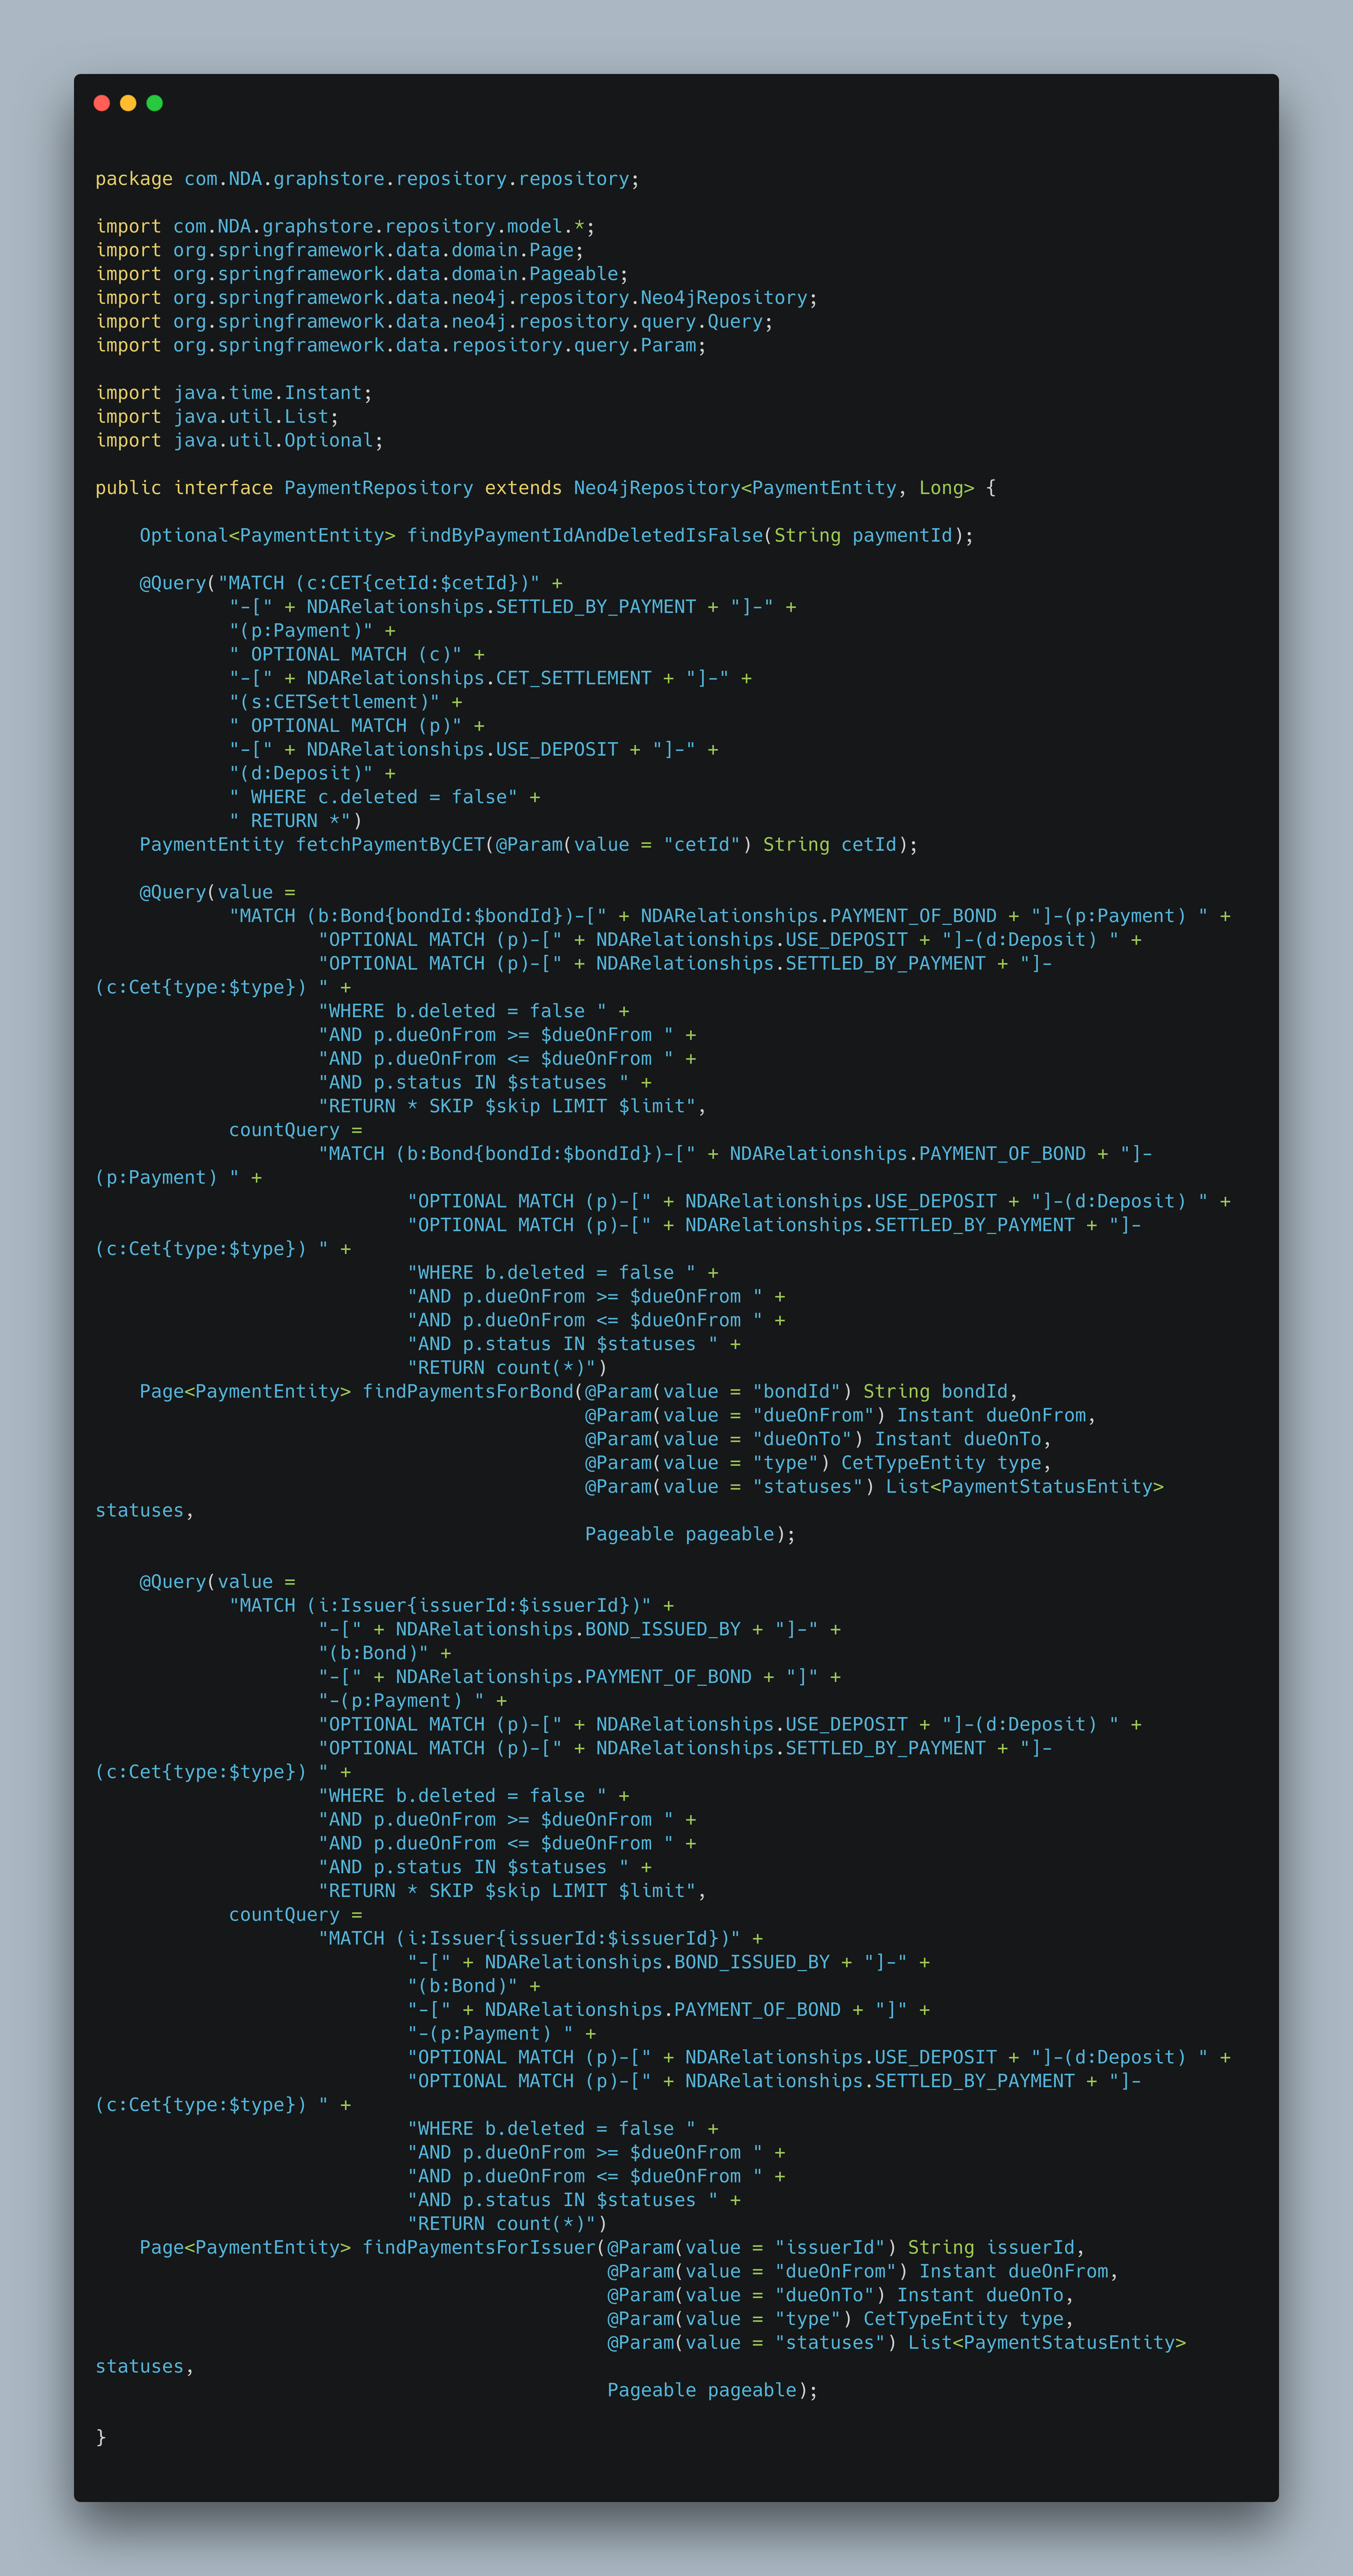 package com.NDA.graphstore.repository.repository;

import com.NDA.graphstore.repository.model.*;
import org.springframework.data.domain.Page;
import org.springframework.data.domain.Pageable;
import org.springframework.data.neo4j.repository.Neo4jRepository;
import org.springframework.data.neo4j.repository.query.Query;
import org.springframework.data.repository.query.Param;

import java.time.Instant;
import java.util.List;
import java.util.Optional;

public interface PaymentRepository extends Neo4jRepository<PaymentEntity, Long> {

    Optional<PaymentEntity> findByPaymentIdAndDeletedIsFalse(String paymentId);

    @Query("MATCH (c:CET{cetId:$cetId})" +
            "-[" + NDARelationships.SETTLED_BY_PAYMENT + "]-" +
            "(p:Payment)" +
            " OPTIONAL MATCH (c)" +
            "-[" + NDARelationships.CET_SETTLEMENT + "]-" +
            "(s:CETSettlement)" +
            " OPTIONAL MATCH (p)" +
            "-[" + NDARelationships.USE_DEPOSIT + "]-" +
            "(d:Deposit)" +
            " WHERE c.deleted = false" +
            " RETURN *")
    PaymentEntity fetchPaymentByCET(@Param(value = "cetId") String cetId);

    @Query(value =
            "MATCH (b:Bond{bondId:$bondId})-[" + NDARelationships.PAYMENT_OF_BOND + "]-(p:Payment) " +
                    "OPTIONAL MATCH (p)-[" + NDARelationships.USE_DEPOSIT + "]-(d:Deposit) " +
                    "OPTIONAL MATCH (p)-[" + NDARelationships.SETTLED_BY_PAYMENT + "]-
(c:Cet{type:$type}) " +
                    "WHERE b.deleted = false " +
                    "AND p.dueOnFrom >= $dueOnFrom " +
                    "AND p.dueOnFrom <= $dueOnFrom " +
                    "AND p.status IN $statuses " +
                    "RETURN * SKIP $skip LIMIT $limit",
            countQuery =
                    "MATCH (b:Bond{bondId:$bondId})-[" + NDARelationships.PAYMENT_OF_BOND + "]-
(p:Payment) " +
                            "OPTIONAL MATCH (p)-[" + NDARelationships.USE_DEPOSIT + "]-(d:Deposit) " +
                            "OPTIONAL MATCH (p)-[" + NDARelationships.SETTLED_BY_PAYMENT + "]-
(c:Cet{type:$type}) " +
                            "WHERE b.deleted = false " +
                            "AND p.dueOnFrom >= $dueOnFrom " +
                            "AND p.dueOnFrom <= $dueOnFrom " +
                            "AND p.status IN $statuses " +
                            "RETURN count(*)")
    Page<PaymentEntity> findPaymentsForBond(@Param(value = "bondId") String bondId,
                                            @Param(value = "dueOnFrom") Instant dueOnFrom,
                                            @Param(value = "dueOnTo") Instant dueOnTo,
                                            @Param(value = "type") CetTypeEntity type,
                                            @Param(value = "statuses") List<PaymentStatusEntity>
statuses,
                                            Pageable pageable);

    @Query(value =
            "MATCH (i:Issuer{issuerId:$issuerId})" +
                    "-[" + NDARelationships.BOND_ISSUED_BY + "]-" +
                    "(b:Bond)" +
                    "-[" + NDARelationships.PAYMENT_OF_BOND + "]" +
                    "-(p:Payment) " +
                    "OPTIONAL MATCH (p)-[" + NDARelationships.USE_DEPOSIT + "]-(d:Deposit) " +
                    "OPTIONAL MATCH (p)-[" + NDARelationships.SETTLED_BY_PAYMENT + "]-
(c:Cet{type:$type}) " +
                    "WHERE b.deleted = false " +
                    "AND p.dueOnFrom >= $dueOnFrom " +
                    "AND p.dueOnFrom <= $dueOnFrom " +
                    "AND p.status IN $statuses " +
                    "RETURN * SKIP $skip LIMIT $limit",
            countQuery =
                    "MATCH (i:Issuer{issuerId:$issuerId})" +
                            "-[" + NDARelationships.BOND_ISSUED_BY + "]-" +
                            "(b:Bond)" +
                            "-[" + NDARelationships.PAYMENT_OF_BOND + "]" +
                            "-(p:Payment) " +
                            "OPTIONAL MATCH (p)-[" + NDARelationships.USE_DEPOSIT + "]-(d:Deposit) " +
                            "OPTIONAL MATCH (p)-[" + NDARelationships.SETTLED_BY_PAYMENT + "]-
(c:Cet{type:$type}) " +
                            "WHERE b.deleted = false " +
                            "AND p.dueOnFrom >= $dueOnFrom " +
                            "AND p.dueOnFrom <= $dueOnFrom " +
                            "AND p.status IN $statuses " +
                            "RETURN count(*)")
    Page<PaymentEntity> findPaymentsForIssuer(@Param(value = "issuerId") String issuerId,
                                              @Param(value = "dueOnFrom") Instant dueOnFrom,
                                              @Param(value = "dueOnTo") Instant dueOnTo,
                                              @Param(value = "type") CetTypeEntity type,
                                              @Param(value = "statuses") List<PaymentStatusEntity>
statuses,
                                              Pageable pageable);

}